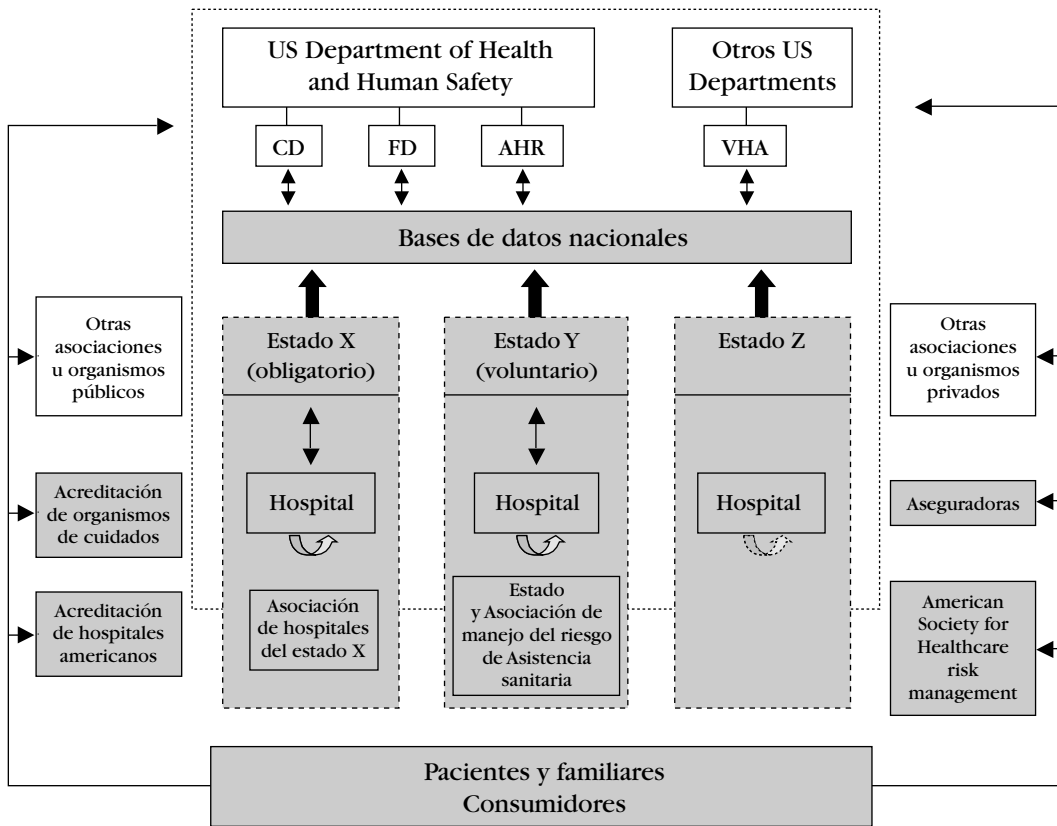 US Department of Health
and Human Safety
Otros US
Departments
CD
FD
AHR
VHA
Bases de datos nacionales
Otras
asociaciones
u organismos
públicos
Estado X
(obligatorio)
Estado Y
(voluntario)
Estado Z
Otras
asociaciones
u organismos
privados
Acreditación
de organismos
de cuidados
Hospital
Hospital
Hospital
Aseguradoras
Acreditación
de hospitales
americanos
Asociación
de hospitales
del estado X
Estado
y Asociación de
manejo del riesgo
de Asistencia
sanitaria
American
Society for
Healthcare
risk
management
Pacientes y familiares
Consumidores